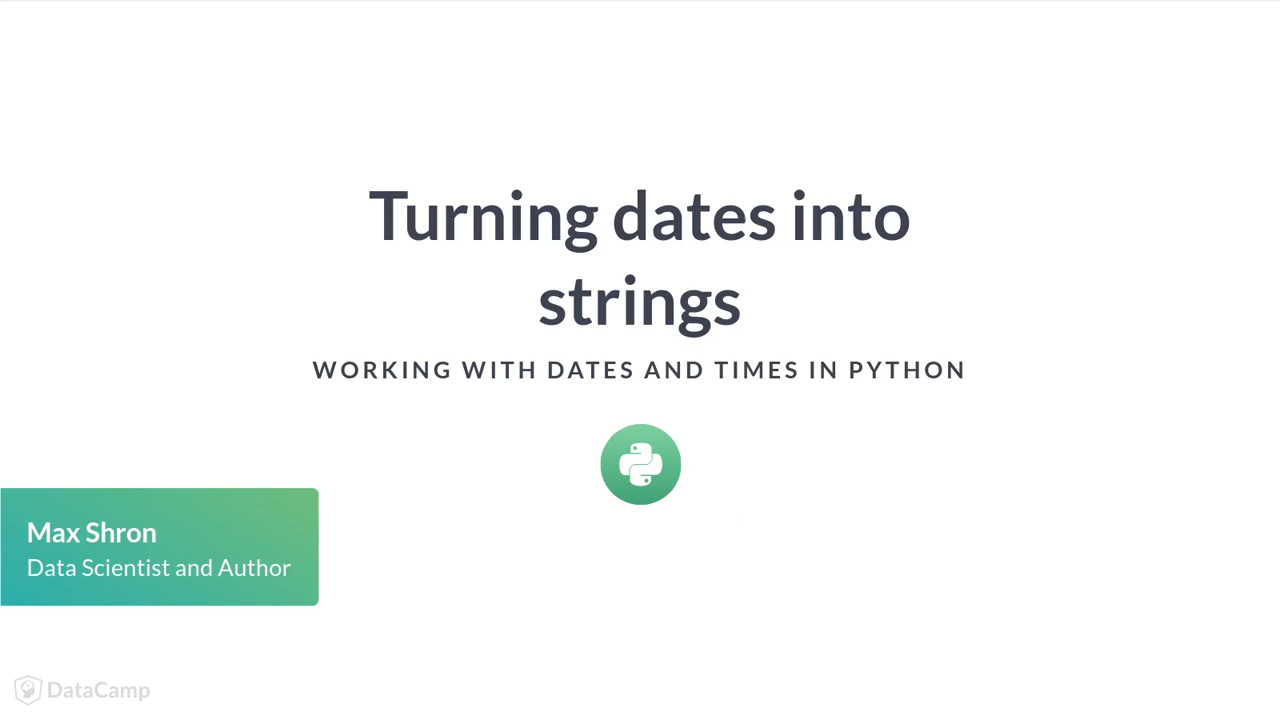 Turning dates into
strings
WORKING WITH DATES AND TIMES IN PYTHON
Max Shron
Data Scientist and Author
DataCamp